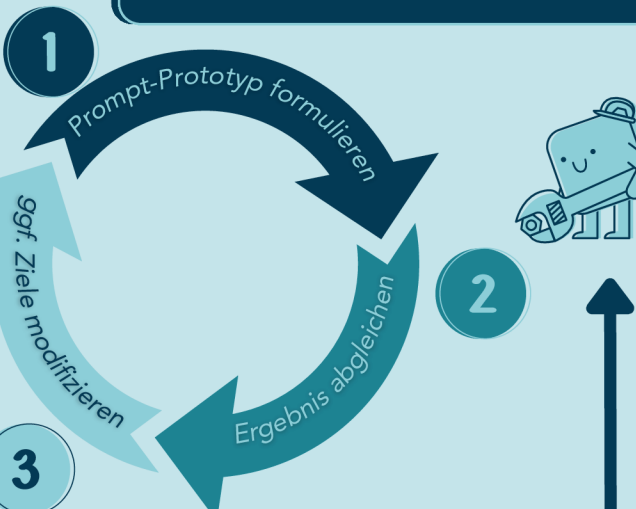 1
Prompt-Prototyp formulieren
2
Ergebnis abgleichen
3
ggf. Ziele modifizieren